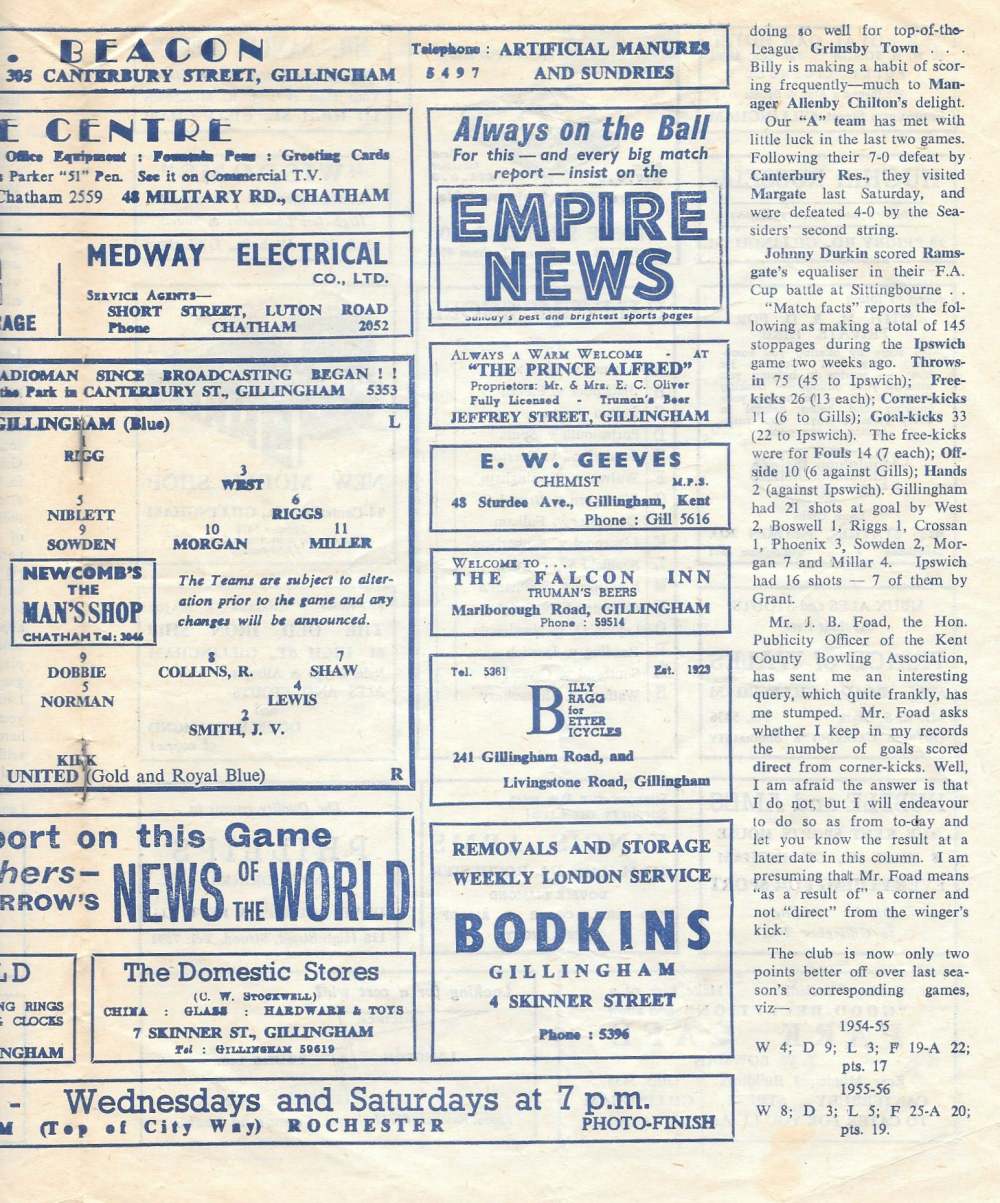 . BEACON
305 CANTERBURY STREET, GILLINGHAM
Telephone : ARTIFICIAL MANURES
5 4 9 7 AND SUNDRIES
E CENTRE
Office Equipment : Fountain Pens : Greeting Cards
Parker "51" Pen. See it on Commercial T.V.
Chatham 2559 48 MILITARY RD., CHATHAM
AGE
MEDWAY ELECTRICAL
CO., LTD.
SERVICE AGENTS—
SHORT STREET, LUTON ROAD
Phone CHATHAM 2052
ADIOMAN SINCE BROADCASTING BEGAN ! !
the Park in CANTERBURY ST., GILLINGHAM 5353
GILLINGHAM (Blue) L
1
RIGG
3
WEST
5 6
NIBLETT RIGGS
9 10 11
SOWDEN MORGAN MILLER
NEWCOMB'S
THE
MAN'S SHOP
CHATHAM Tel: 3046
The Teams are subject to alter-
ation prior to the game and any
changes will be announced.
9 8 7
DOBBIE COLLINS, R. SHAW
5 4
NORMAN LEWIS
2
SMITH, J. V.
KIRK
UNITED (Gold and Royal Blue) R
port on this Game
hers—
RROW'S NEWS OF THE WORLD
LD
NG RINGS
CLOCKS
NGHAM
The Domestic Stores
(C. W. STOCKWELL)
CHINA : GLASS : HARDWARE & TOYS
7 SKINNER ST., GILLINGHAM
Tel : GILLINGHAM 59619
- Wednesdays and Saturdays at 7 p.m.
M (Top of City Way) ROCHESTER PHOTO-FINISH
Always on the Ball
For this — and every big match
report — insist on the
EMPIRE
NEWS
Sunday's best and brightest sports pages
ALWAYS A WARM WELCOME - AT
"THE PRINCE ALFRED"
Proprietors: Mr. & Mrs. E. C. Oliver
Fully Licensed - Truman's Beer
JEFFREY STREET, GILLINGHAM
E. W. GEEVES
CHEMIST M.P.S.
48 Sturdee Ave., Gillingham, Kent
Phone : Gill 5616
WELCOME TO . . .
THE FALCON INN
TRUMAN'S BEERS
Marlborough Road, GILLINGHAM
Phone : 59514
Tel. 5361 Est. 1923
BILLY
RAGG
for
BETTER
BICYCLES
241 Gillingham Road, and
Livingstone Road, Gillingham
REMOVALS AND STORAGE
WEEKLY LONDON SERVICE
BODKINS
GILLINGHAM
4 SKINNER STREET
Phone : 5396
doing so well for top-of-the-
League Grimsby Town . . .
Billy is making a habit of scor-
ing frequently—much to Man-
ager Allenby Chilton's delight.
Our "A" team has met with
little luck in the last two games.
Following their 7-0 defeat by
Canterbury Res., they visited
Margate last Saturday, and
were defeated 4-0 by the Sea-
siders' second string.
Johnny Durkin scored Rams-
gate's equaliser in their F.A.
Cup battle at Sittingbourne . .
"Match facts" reports the fol-
lowing as making a total of 145
stoppages during the Ipswich
game two weeks ago. Throws-
in 75 (45 to Ipswich); Free-
kicks 26 (13 each); Corner-kicks
11 (6 to Gills); Goal-kicks 33
(22 to Ipswich). The free-kicks
were for Fouls 14 (7 each); Off-
side 10 (6 against Gills); Hands
2 (against Ipswich). Gillingham
had 21 shots at goal by West
2, Boswell 1, Riggs 1, Crossan
1, Phoenix 3, Sowden 2, Mor-
gan 7 and Millar 4. Ipswich
had 16 shots — 7 of them by
Grant.
Mr. J. B. Foad, the Hon.
Publicity Officer of the Kent
County Bowling Association,
has sent me an interesting
query, which quite frankly, has
me stumped. Mr. Foad asks
whether I keep in my records
the number of goals scored
direct from corner-kicks. Well,
I am afraid the answer is that
I do not, but I will endeavour
to do so as from to-day and
let you know the result at a
later date in this column. I am
presuming that Mr. Foad means
"as a result of" a corner and
not "direct" from the winger's
kick.
The club is now only two
points better off over last sea-
son's corresponding games,
viz—
1954-55
W 4; D 9; L 3; F 19-A 22;
pts. 17
1955-56
W 8; D 3; L 5; F 25-A 20;
pts. 19.